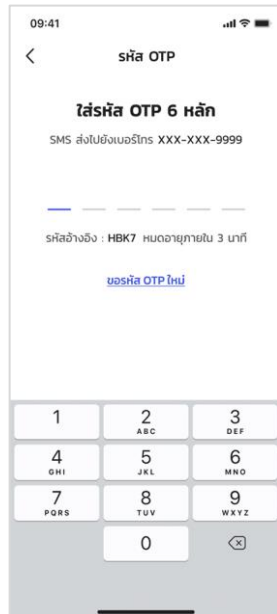 09:41
รหัส OTP
ใส่รหัส OTP 6 หลัก
SMS ส่งไปยังเบอร์โทร XXX-XXX-9999
รหัสอ้างอิง : HBK7 หมดอายุภายใน 3 นาที
ขอรหัส OTP ใหม่
1 2 3
ABC DEF
4 5 6
GHI JKL MNO
7 8 9
PQRS TUV WXYZ
0